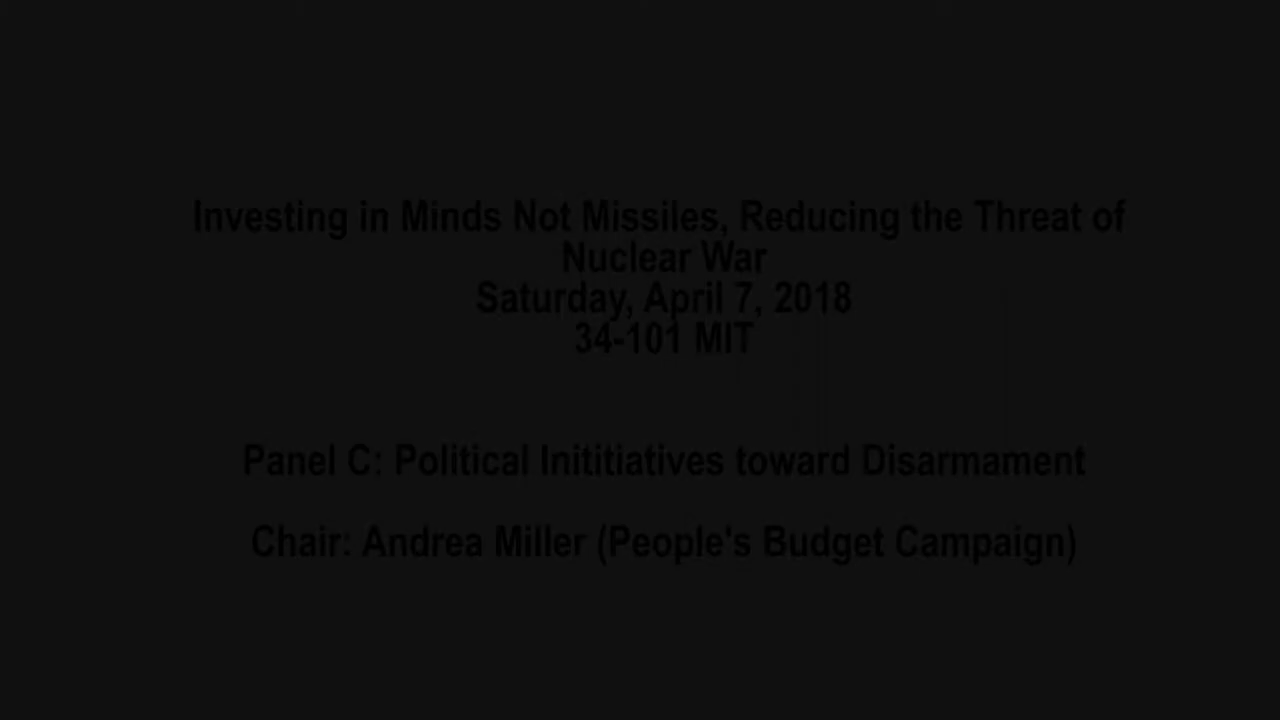 Investing in Minds Not Missiles, Reducing the Threat of
Nuclear War
Saturday, April 7, 2018
34-101 MIT
Panel C: Political Inititiatives toward Disarmament
Chair: Andrea Miller (People's Budget Campaign)